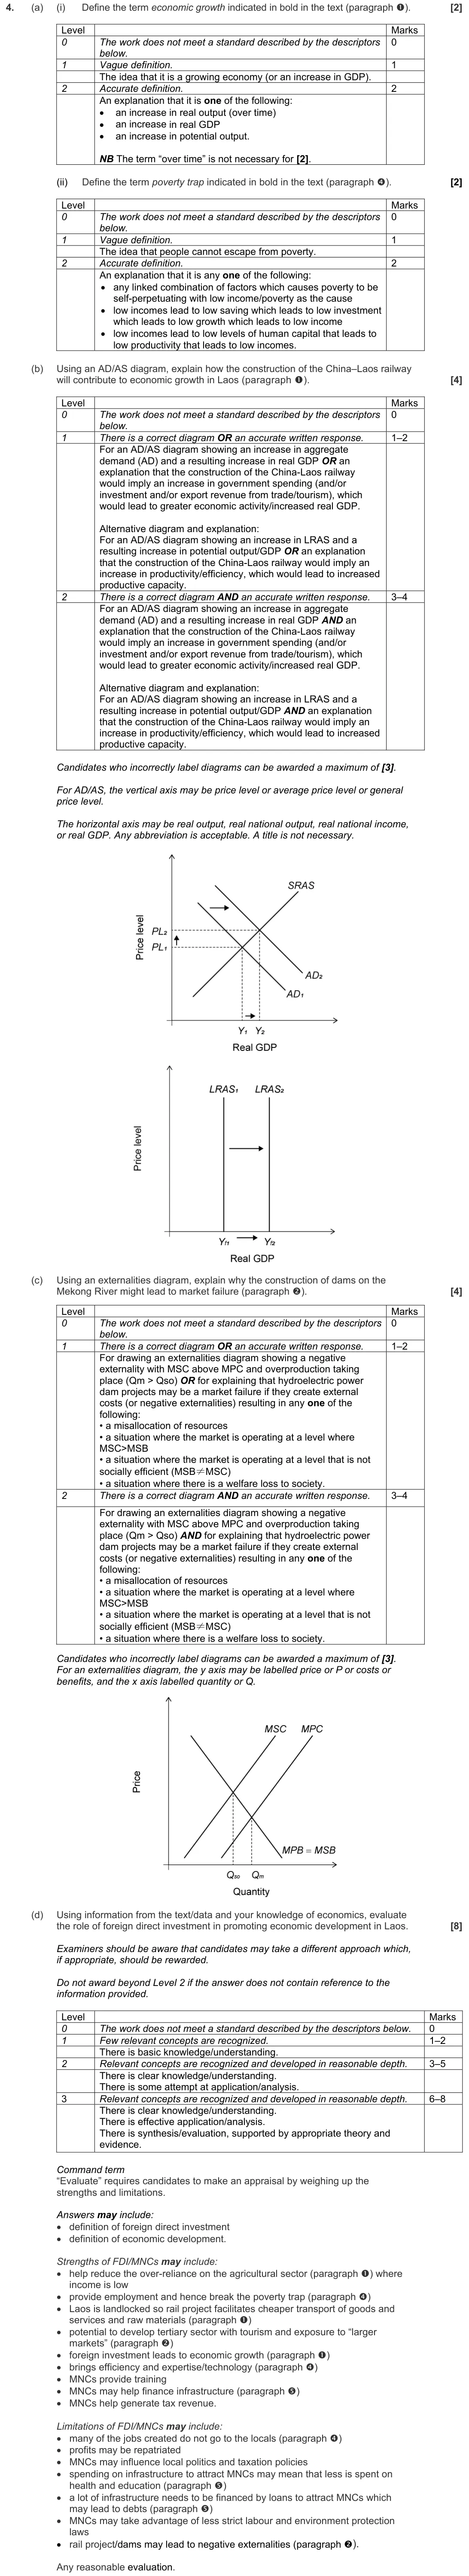 4. (a) (i) Define the term economic growth indicated in bold in the text (paragraph ❶). [2]
Level Marks
0 The work does not meet a standard described by the descriptors 0
below.
1 Vague definition. 1
The idea that it is a growing economy (or an increase in GDP).
2 Accurate definition. 2
An explanation that it is one of the following:
• an increase in real output (over time)
• an increase in real GDP
• an increase in potential output.
NB The term “over time” is not necessary for [2].
(ii) Define the term poverty trap indicated in bold in the text (paragraph ❹). [2]
Level Marks
0 The work does not meet a standard described by the descriptors 0
below.
1 Vague definition. 1
The idea that people cannot escape from poverty.
2 Accurate definition. 2
An explanation that it is any one of the following:
• any linked combination of factors which causes poverty to be
self-perpetuating with low income/poverty as the cause
• low incomes lead to low saving which leads to low investment
which leads to low growth which leads to low income
• low incomes lead to low levels of human capital that leads to
low productivity that leads to low incomes.
(b) Using an AD/AS diagram, explain how the construction of the China–Laos railway
will contribute to economic growth in Laos (paragraph ❶). [4]
Level Marks
0 The work does not meet a standard described by the descriptors 0
below.
1 There is a correct diagram OR an accurate written response. 1–2
For an AD/AS diagram showing an increase in aggregate
demand (AD) and a resulting increase in real GDP OR an
explanation that the construction of the China-Laos railway
would imply an increase in government spending (and/or
investment and/or export revenue from trade/tourism), which
would lead to greater economic activity/increased real GDP.
Alternative diagram and explanation:
For an AD/AS diagram showing an increase in LRAS and a
resulting increase in potential output/GDP OR an explanation
that the construction of the China-Laos railway would imply an
increase in productivity/efficiency, which would lead to increased
productive capacity.
2 There is a correct diagram AND an accurate written response. 3–4
For an AD/AS diagram showing an increase in aggregate
demand (AD) and a resulting increase in real GDP AND an
explanation that the construction of the China-Laos railway
would imply an increase in government spending (and/or
investment and/or export revenue from trade/tourism), which
would lead to greater economic activity/increased real GDP.
Alternative diagram and explanation:
For an AD/AS diagram showing an increase in LRAS and a
resulting increase in potential output/GDP AND an explanation
that the construction of the China-Laos railway would imply an
increase in productivity/efficiency, which would lead to increased
productive capacity.
Candidates who incorrectly label diagrams can be awarded a maximum of [3].
For AD/AS, the vertical axis may be price level or average price level or general
price level.
The horizontal axis may be real output, real national output, real national income,
or real GDP. Any abbreviation is acceptable. A title is not necessary.
SRAS
Price level
PL₂
PL₁
AD₂
AD₁
Y₁ Y₂
Real GDP
LRAS₁ LRAS₂
Price level
Yf₁ Yf₂
Real GDP
(c) Using an externalities diagram, explain why the construction of dams on the
Mekong River might lead to market failure (paragraph ❷). [4]
Level Marks
0 The work does not meet a standard described by the descriptors 0
below.
1 There is a correct diagram OR an accurate written response. 1–2
For drawing an externalities diagram showing a negative
externality with MSC above MPC and overproduction taking
place (Qm > Qso) OR for explaining that hydroelectric power
dam projects may be a market failure if they create external
costs (or negative externalities) resulting in any one of the
following:
• a misallocation of resources
• a situation where the market is operating at a level where
MSC>MSB
• a situation where the market is operating at a level that is not
socially efficient (MSB≠MSC)
• a situation where there is a welfare loss to society.
2 There is a correct diagram AND an accurate written response. 3–4
For drawing an externalities diagram showing a negative
externality with MSC above MPC and overproduction taking
place (Qm > Qso) AND for explaining that hydroelectric power
dam projects may be a market failure if they create external
costs (or negative externalities) resulting in any one of the
following:
• a misallocation of resources
• a situation where the market is operating at a level where
MSC>MSB
• a situation where the market is operating at a level that is not
socially efficient (MSB≠MSC)
• a situation where there is a welfare loss to society.
Candidates who incorrectly label diagrams can be awarded a maximum of [3].
For an externalities diagram, the y axis may be labelled price or P or costs or
benefits, and the x axis labelled quantity or Q.
MSC MPC
Price
MPB = MSB
Qso Qm
Quantity
(d) Using information from the text/data and your knowledge of economics, evaluate
the role of foreign direct investment in promoting economic development in Laos. [8]
Examiners should be aware that candidates may take a different approach which,
if appropriate, should be rewarded.
Do not award beyond Level 2 if the answer does not contain reference to the
information provided.
Level Marks
0 The work does not meet a standard described by the descriptors below. 0
1 Few relevant concepts are recognized. 1–2
There is basic knowledge/understanding.
2 Relevant concepts are recognized and developed in reasonable depth. 3–5
There is clear knowledge/understanding.
There is some attempt at application/analysis.
3 Relevant concepts are recognized and developed in reasonable depth. 6–8
There is clear knowledge/understanding.
There is effective application/analysis.
There is synthesis/evaluation, supported by appropriate theory and
evidence.
Command term
“Evaluate” requires candidates to make an appraisal by weighing up the
strengths and limitations.
Answers may include:
• definition of foreign direct investment
• definition of economic development.
Strengths of FDI/MNCs may include:
• help reduce the over-reliance on the agricultural sector (paragraph ❶) where
income is low
• provide employment and hence break the poverty trap (paragraph ❹)
• Laos is landlocked so rail project facilitates cheaper transport of goods and
services and raw materials (paragraph ❶)
• potential to develop tertiary sector with tourism and exposure to “larger
markets” (paragraph ❷)
• foreign investment leads to economic growth (paragraph ❶)
• brings efficiency and expertise/technology (paragraph ❹)
• MNCs provide training
• MNCs may help finance infrastructure (paragraph ❺)
• MNCs help generate tax revenue.
Limitations of FDI/MNCs may include:
• many of the jobs created do not go to the locals (paragraph ❹)
• profits may be repatriated
• MNCs may influence local politics and taxation policies
• spending on infrastructure to attract MNCs may mean that less is spent on
health and education (paragraph ❺)
• a lot of infrastructure needs to be financed by loans to attract MNCs which
may lead to debts (paragraph ❺)
• MNCs may take advantage of less strict labour and environment protection
laws
• rail project/dams may lead to negative externalities (paragraph ❷).
Any reasonable evaluation.